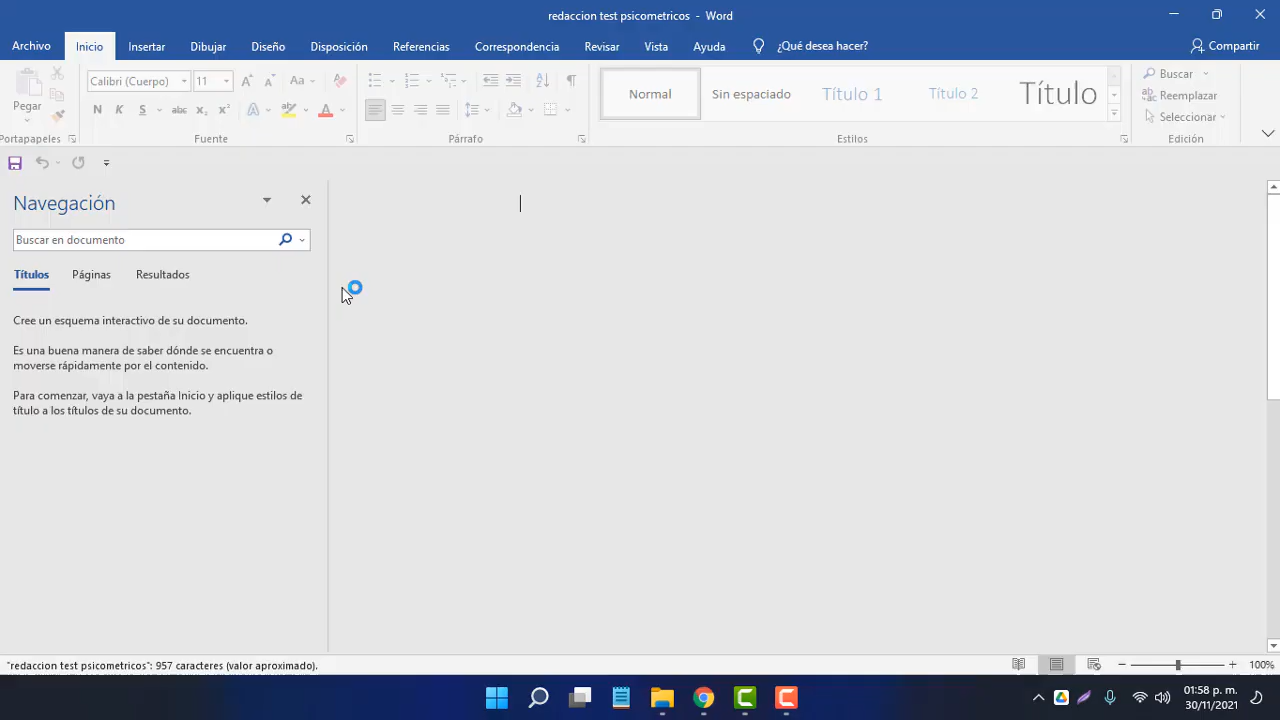 redaccion test psicometricos - Word
Archivo Inicio Insertar Dibujar Diseño Disposición Referencias Correspondencia Revisar Vista Ayuda ¿Qué desea hacer? Compartir
Calibri (Cuerpo) 11 Aa
Pegar
N K S abc x₂ x² A A
Normal Sin espaciado Título 1 Título 2 Título
Buscar
Reemplazar
Seleccionar
Portapapeles Fuente Párrafo Estilos Edición
Navegación
Buscar en documento
Títulos Páginas Resultados
Cree un esquema interactivo de su documento.
Es una buena manera de saber dónde se encuentra o
moverse rápidamente por el contenido.
Para comenzar, vaya a la pestaña Inicio y aplique estilos de
título a los títulos de su documento.
"redaccion test psicometricos": 957 caracteres (valor aproximado).
100%
01:58 p. m.
30/11/2021